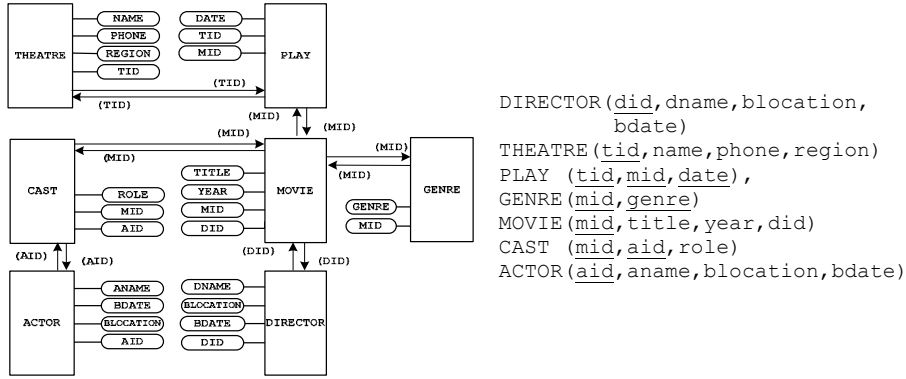 NAME
PHONE
REGION
TID
THEATRE
DATE
TID
MID
PLAY
(TID)
(TID)
(MID)
(MID)
(MID)
(MID)
(MID)
(MID)
CAST
ROLE
MID
AID
TITLE
YEAR
MID
DID
MOVIE
GENRE
MID
GENRE
(AID)
(AID)
(DID)
(DID)
ACTOR
ANAME
BDATE
BLOCATION
AID
DNAME
BLOCATION
BDATE
DID
DIRECTOR
DIRECTOR(did,dname,blocation,
bdate)
THEATRE(tid,name,phone,region)
PLAY (tid,mid,date),
GENRE(mid,genre)
MOVIE(mid,title,year,did)
CAST (mid,aid,role)
ACTOR(aid,aname,blocation,bdate)